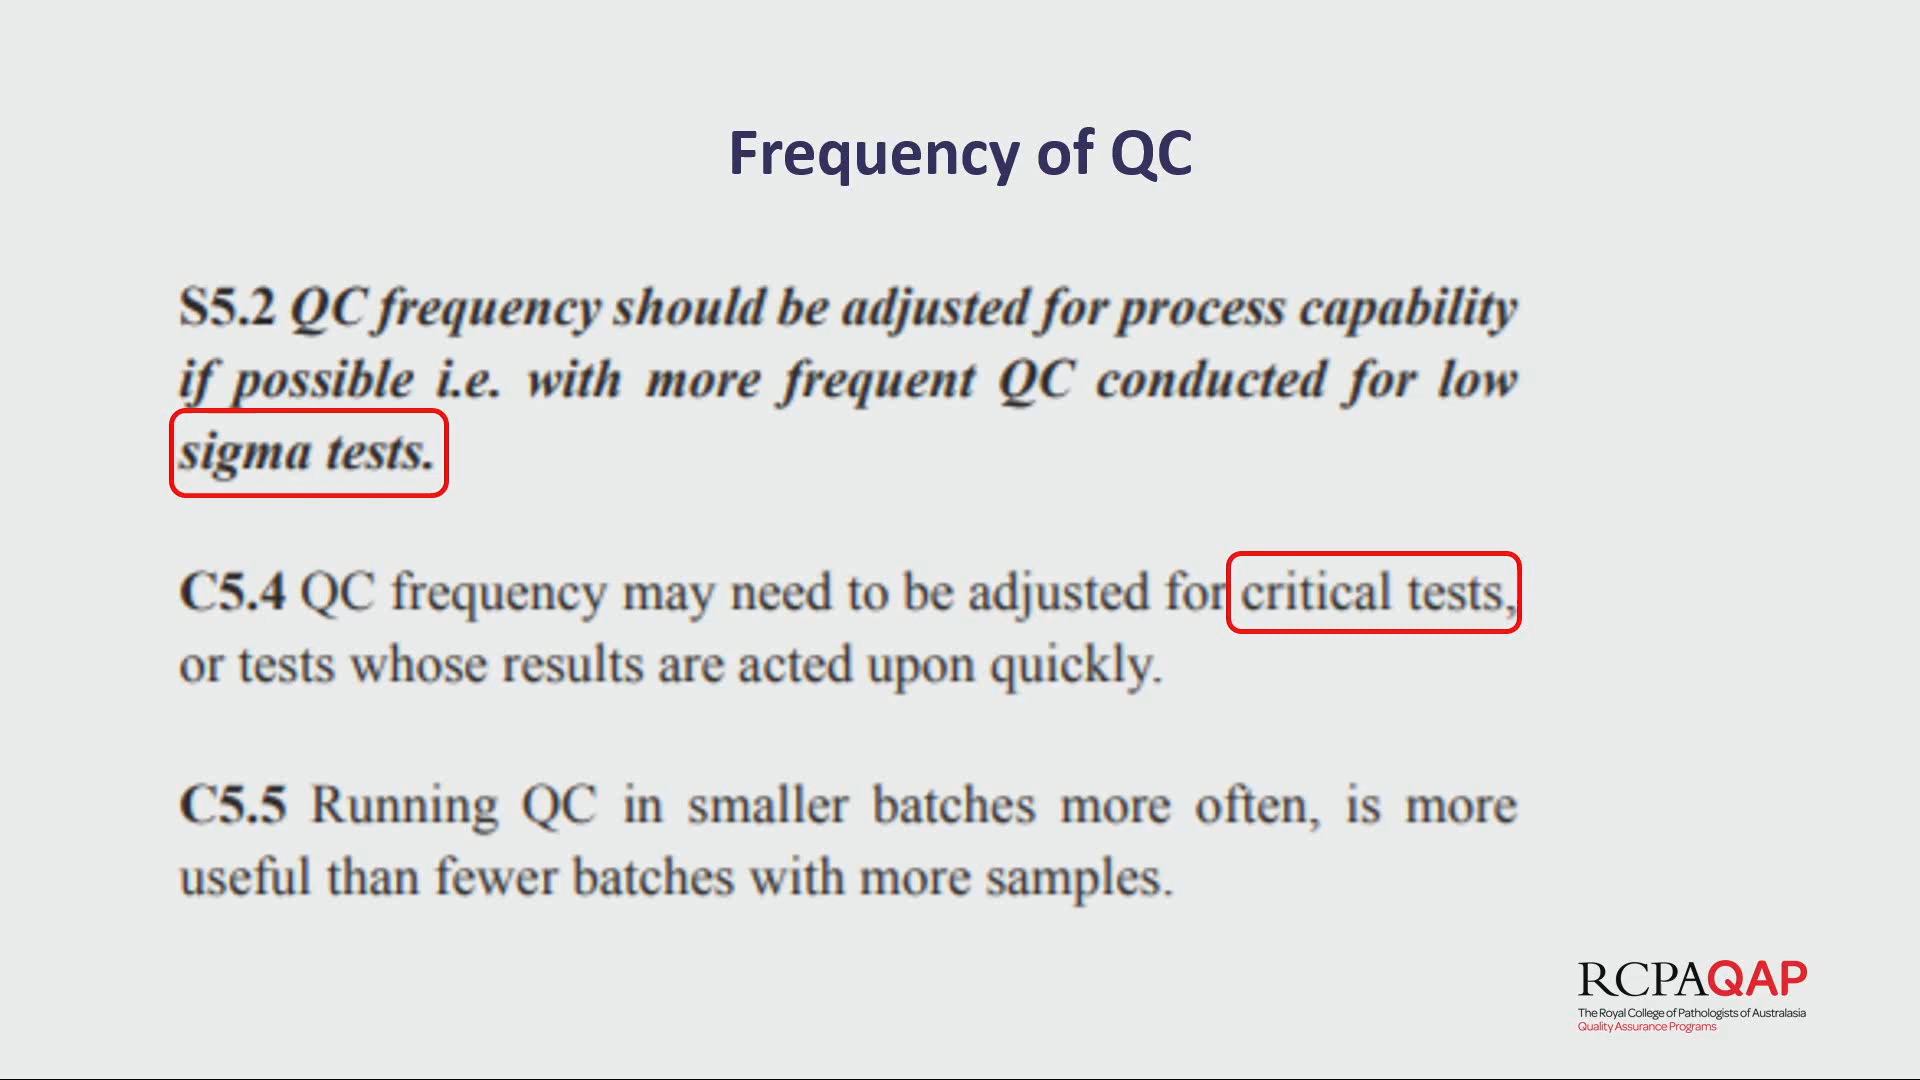 Frequency of QC
S5.2 QC frequency should be adjusted for process capability
if possible i.e. with more frequent QC conducted for low
sigma tests.
C5.4 QC frequency may need to be adjusted for critical tests,
or tests whose results are acted upon quickly.
C5.5 Running QC in smaller batches more often, is more
useful than fewer batches with more samples.
RCPAQAP
The Royal College of Pathologists of Australasia
Quality Assurance Programs